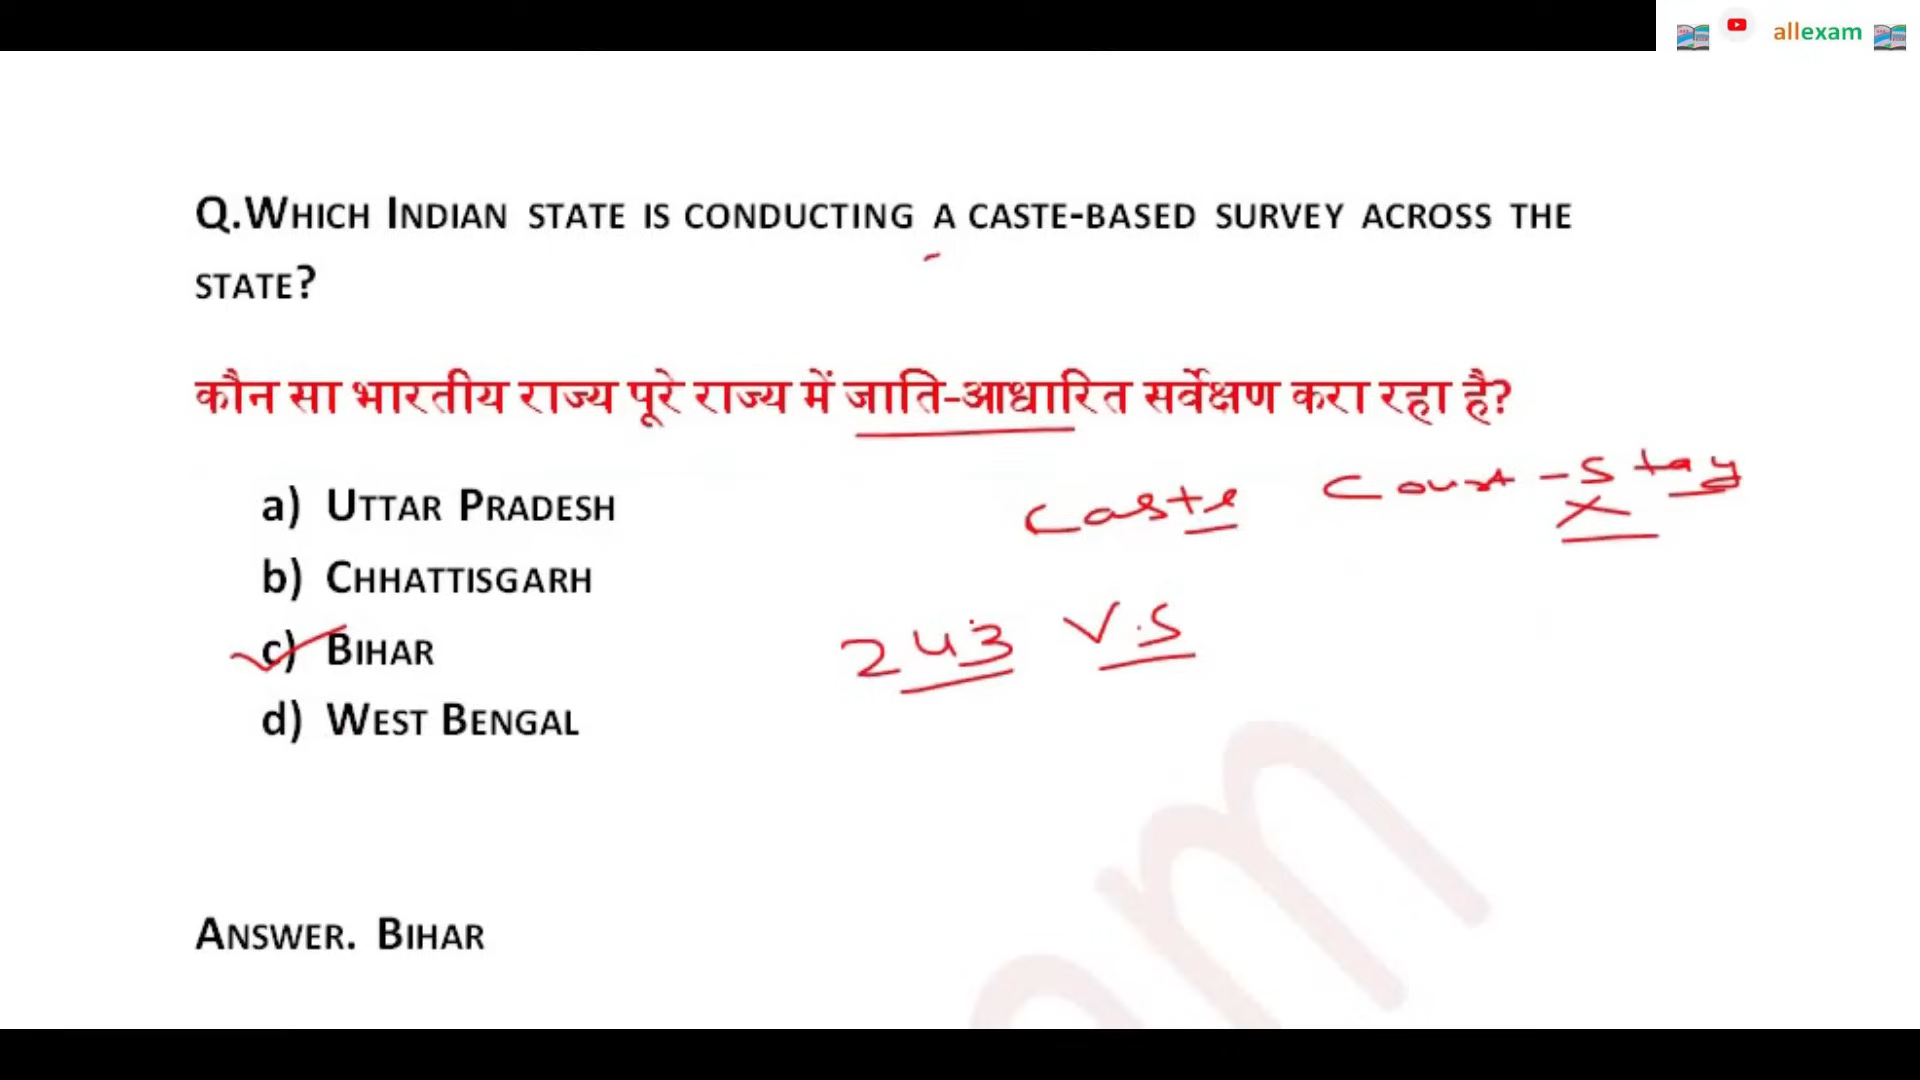 allexam
Q.Which Indian state is conducting a caste-based survey across the
state?
कौन सा भारतीय राज्य पूरे राज्य में जाति-आधारित सर्वेक्षण करा रहा है?
a) Uttar Pradesh
Caste Court - Stay
b) Chhattisgarh
c) Bihar
243 V.S
d) West Bengal
Answer. Bihar